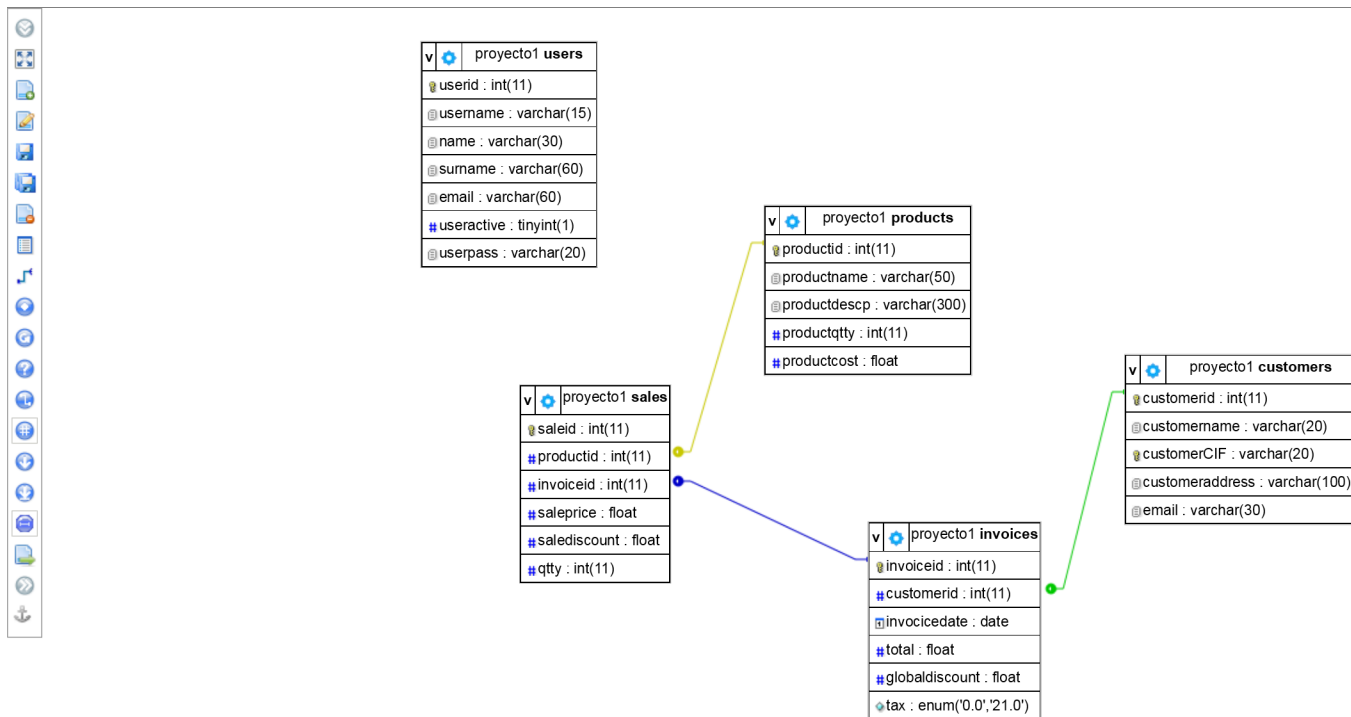 v proyecto1 users
userid : int(11)
username : varchar(15)
name : varchar(30)
surname : varchar(60)
email : varchar(60)
# useractive : tinyint(1)
userpass : varchar(20)
v proyecto1 products
productid : int(11)
productname : varchar(50)
productdescp : varchar(300)
# productqtty : int(11)
# productcost : float
v proyecto1 customers
customerid : int(11)
customername : varchar(20)
customerCIF : varchar(20)
customeraddress : varchar(100)
email : varchar(30)
v proyecto1 sales
saleid : int(11)
# productid : int(11)
# invoiceid : int(11)
# saleprice : float
# salediscount : float
# qtty : int(11)
v proyecto1 invoices
invoiceid : int(11)
# customerid : int(11)
invocicedate : date
# total : float
# globaldiscount : float
tax : enum('0.0','21.0')